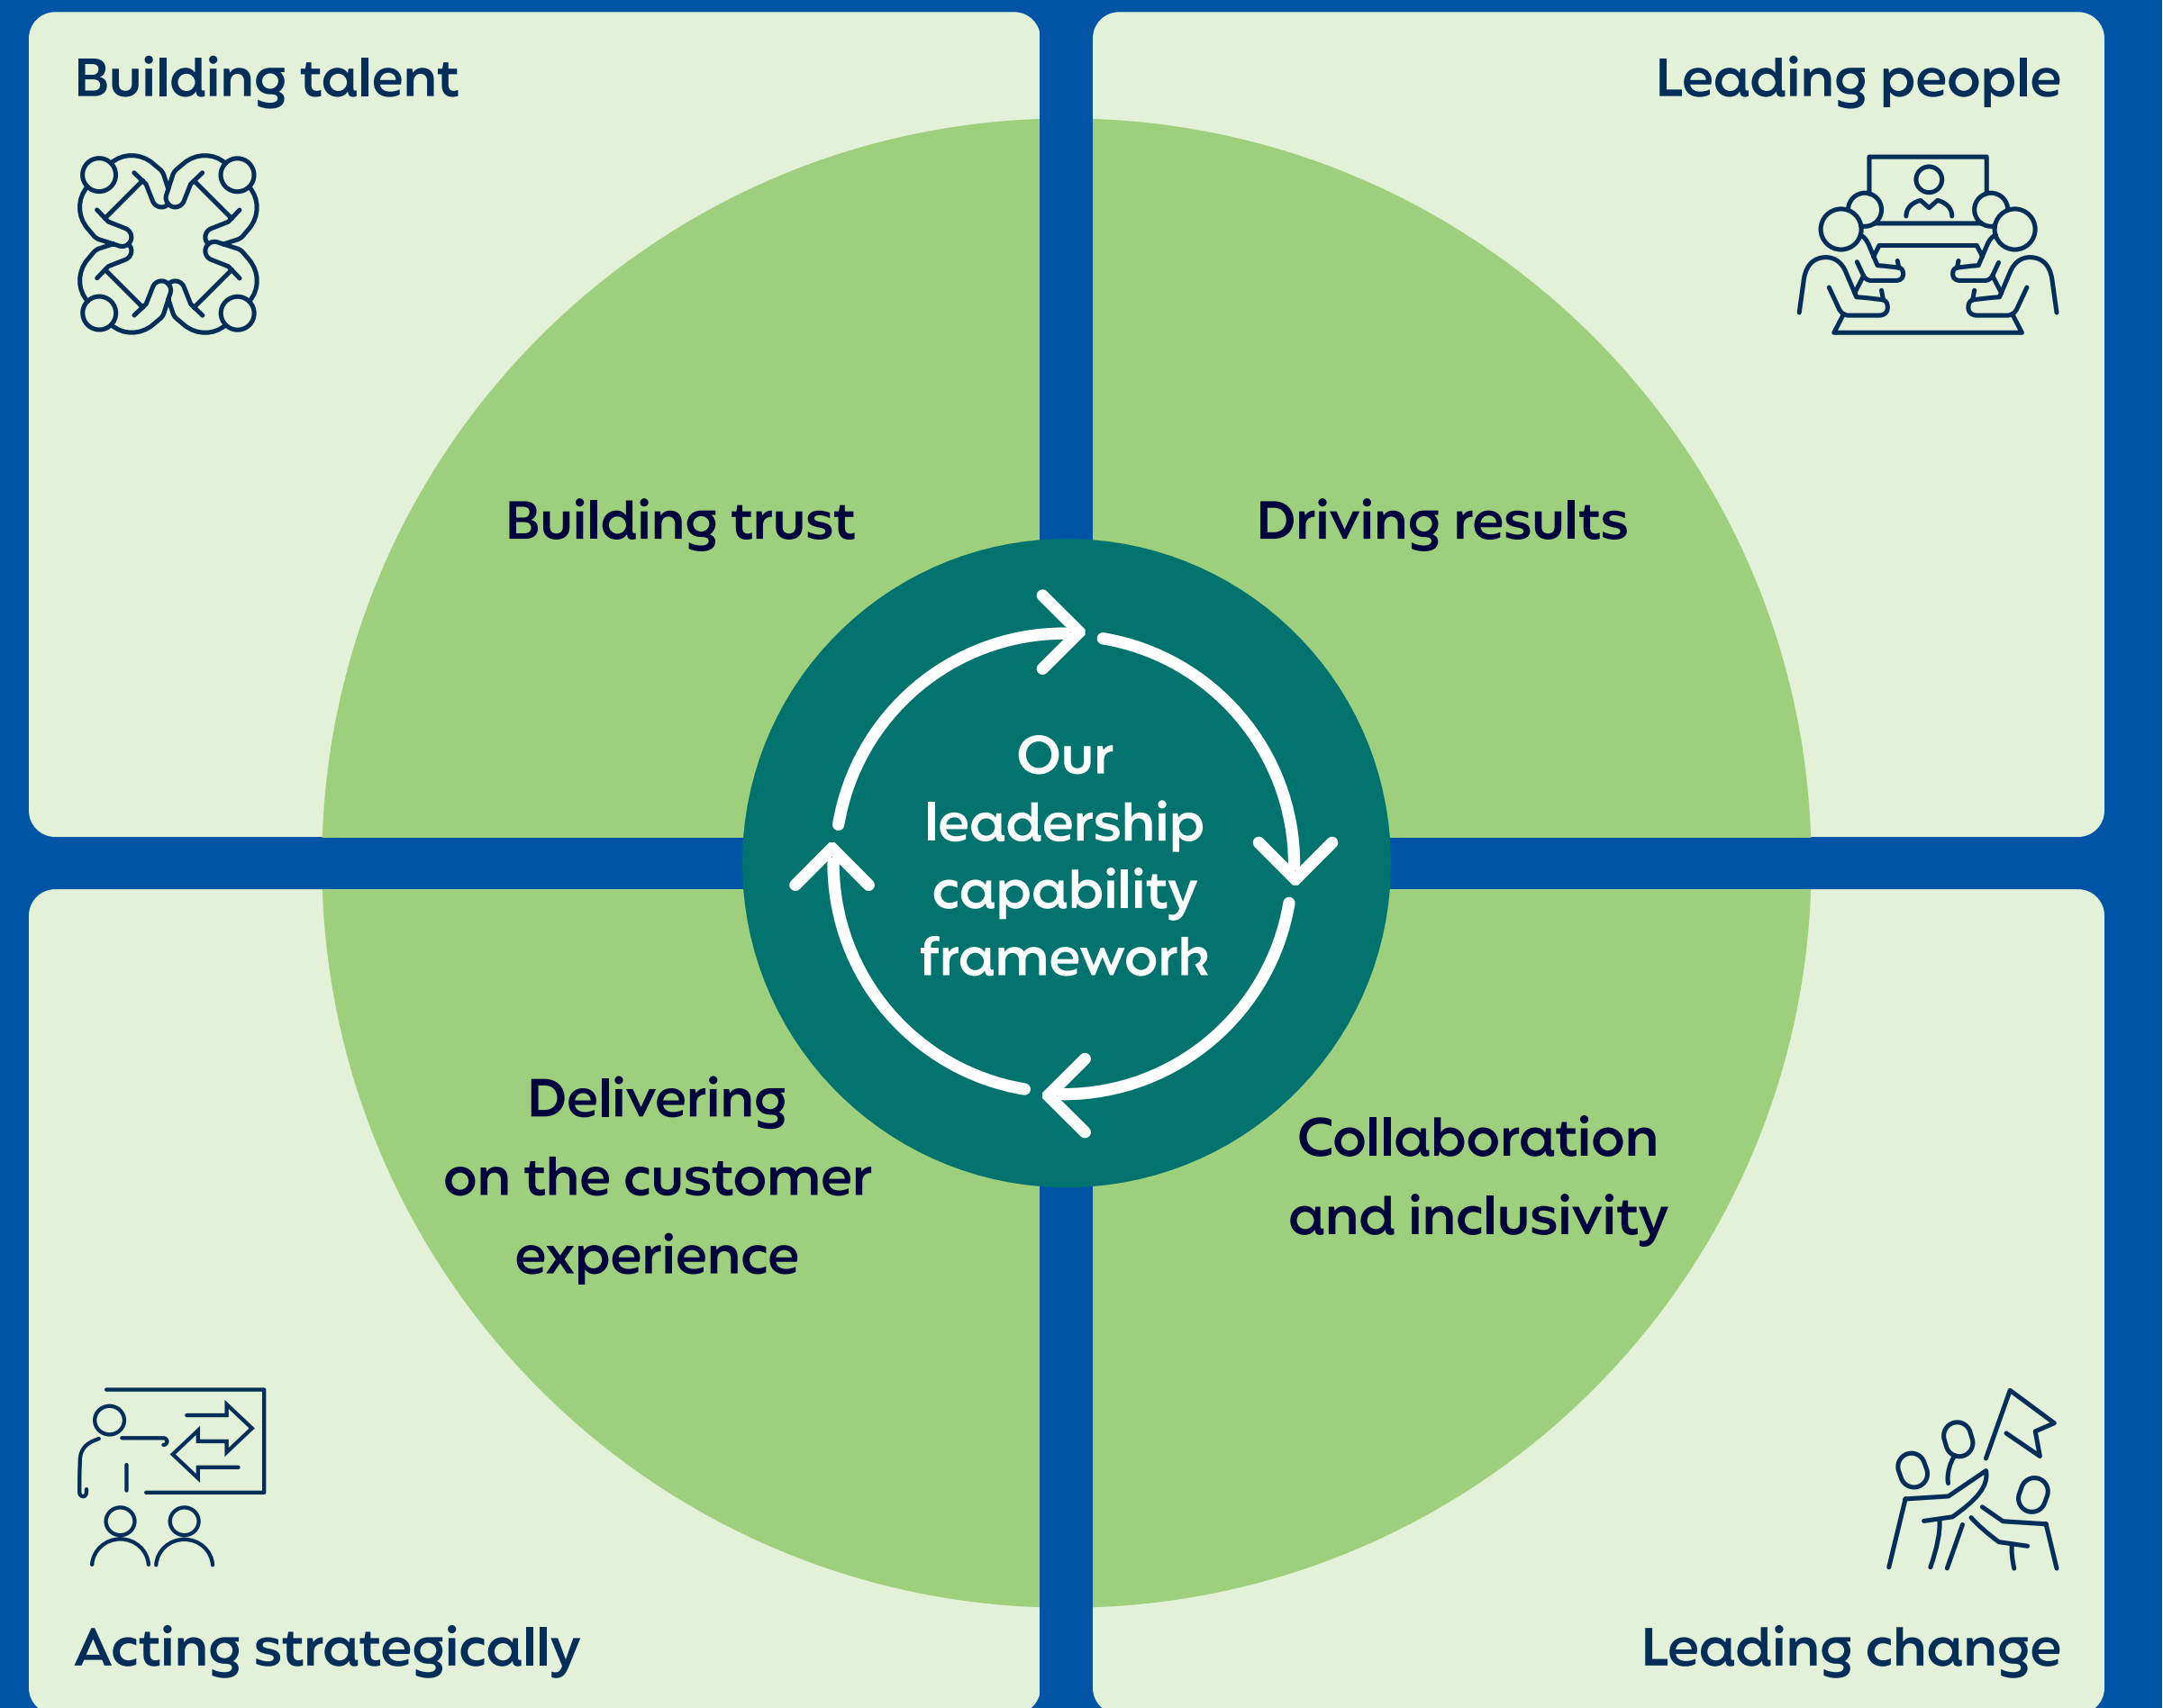 Building talent
Leading people
Building trust
Driving results
Our
leadership
capability
framework
Delivering
on the customer
experience
Collaboration
and inclusivity
Acting strategically
Leading change